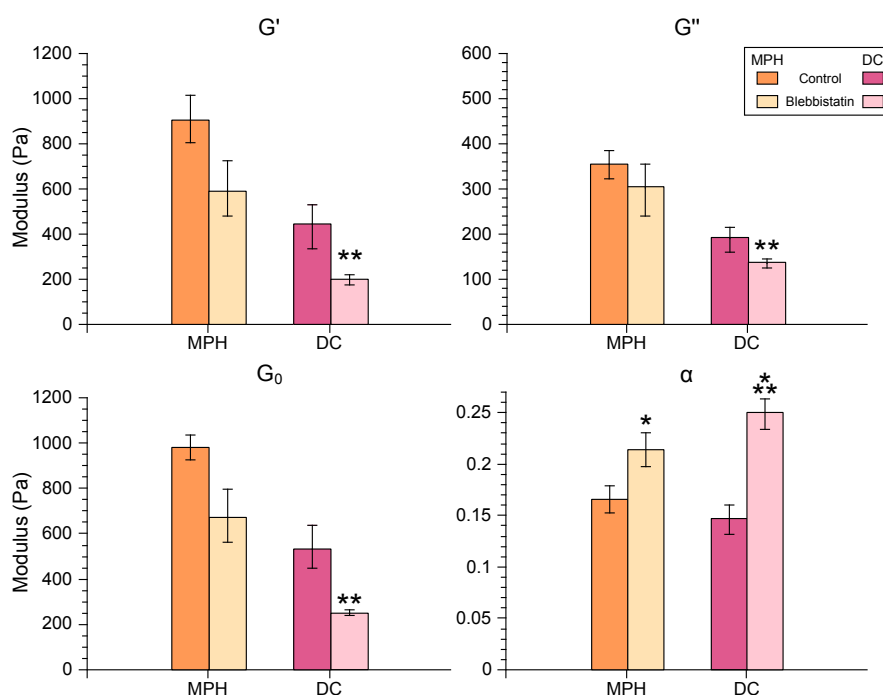 G'
Modulus (Pa)
1200
1000
800
600
400
200
0
**
MPH
DC
G"
600
500
400
300
200
100
0
**
MPH
DC
MPH DC
Control
Blebbistatin
G₀
Modulus (Pa)
1200
1000
800
600
400
200
0
**
MPH
DC
α
0.25
0.2
0.15
0.1
0.05
0
*
*
**
MPH
DC